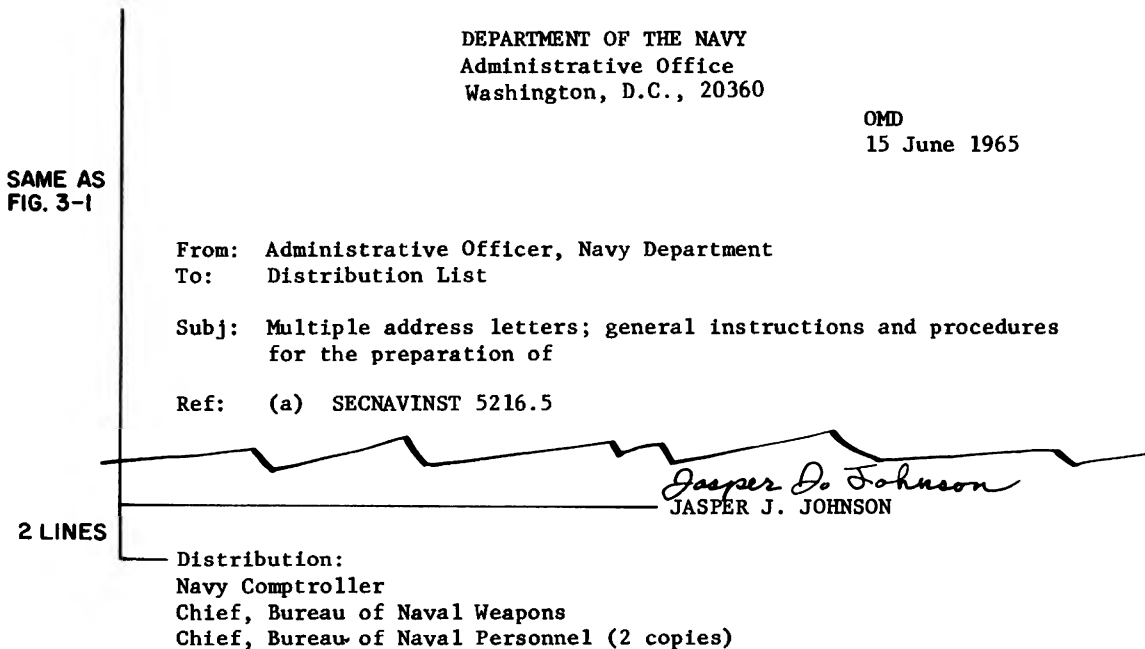 DEPARTMENT OF THE NAVY
Administrative Office
Washington, D.C., 20360
OMD
15 June 1965
SAME AS
FIG. 3-1
From: Administrative Officer, Navy Department
To: Distribution List
Subj: Multiple address letters; general instructions and procedures
for the preparation of
Ref: (a) SECNAVINST 5216.5
Jasper J. Johnson
JASPER J. JOHNSON
2 LINES
Distribution:
Navy Comptroller
Chief, Bureau of Naval Weapons
Chief, Bureau of Naval Personnel (2 copies)